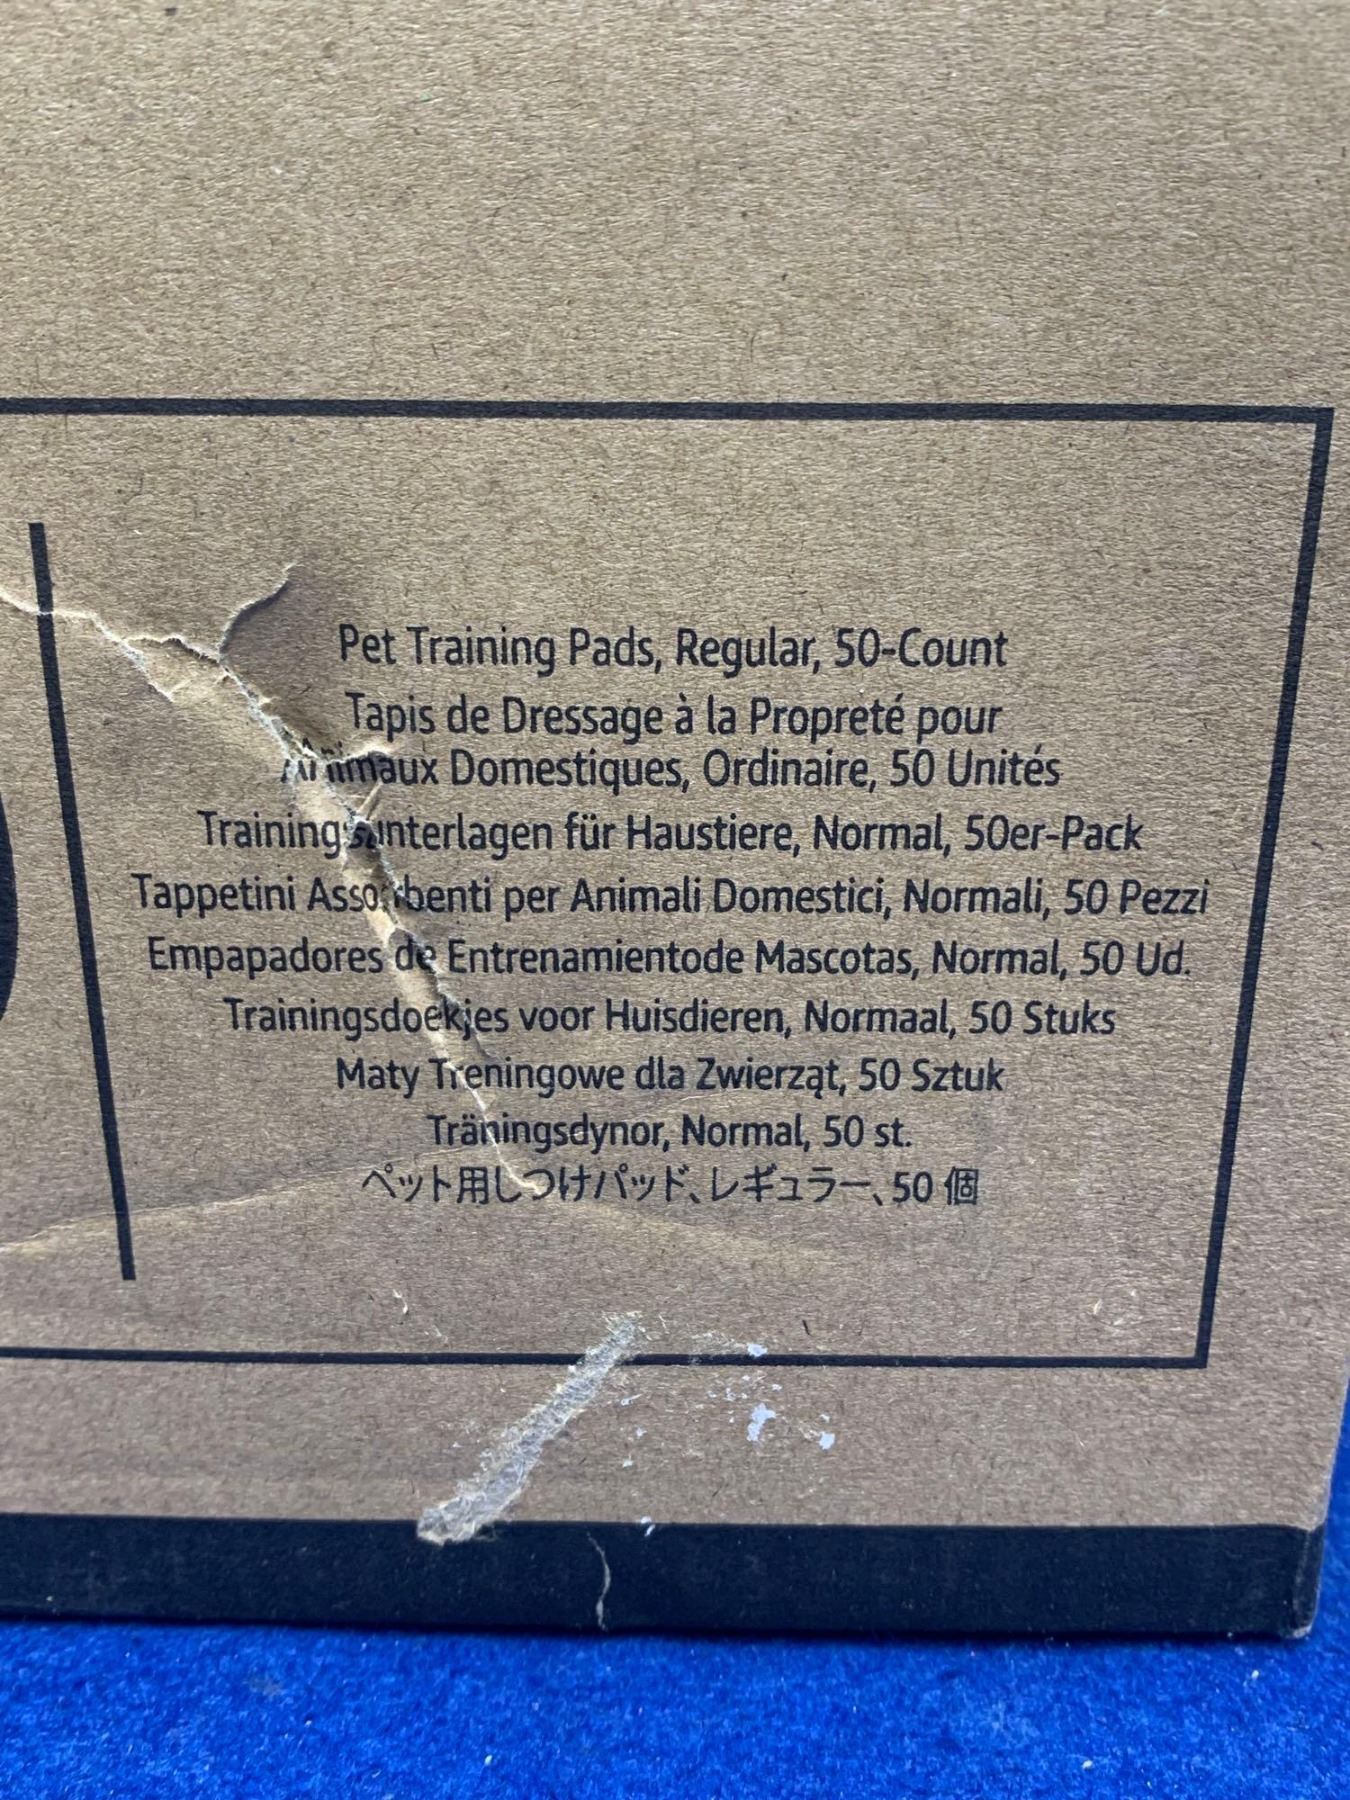 Pet Training Pads, Regular, 50-Count
Tapis de Dressage à la Propreté pour
Animaux Domestiques, Ordinaire, 50 Unités
Trainingsunterlagen für Haustiere, Normal, 50er-Pack
Tappetini Assorbenti per Animali Domestici, Normali, 50 Pezzi
Empapadores de Entrenamientode Mascotas, Normal, 50 Ud.
Trainingsdoekjes voor Huisdieren, Normaal, 50 Stuks
Maty Treningowe dla Zwierząt, 50 Sztuk
Träningsdynor, Normal, 50 st.
ペット用しつけパッド、レギュラー、50 個